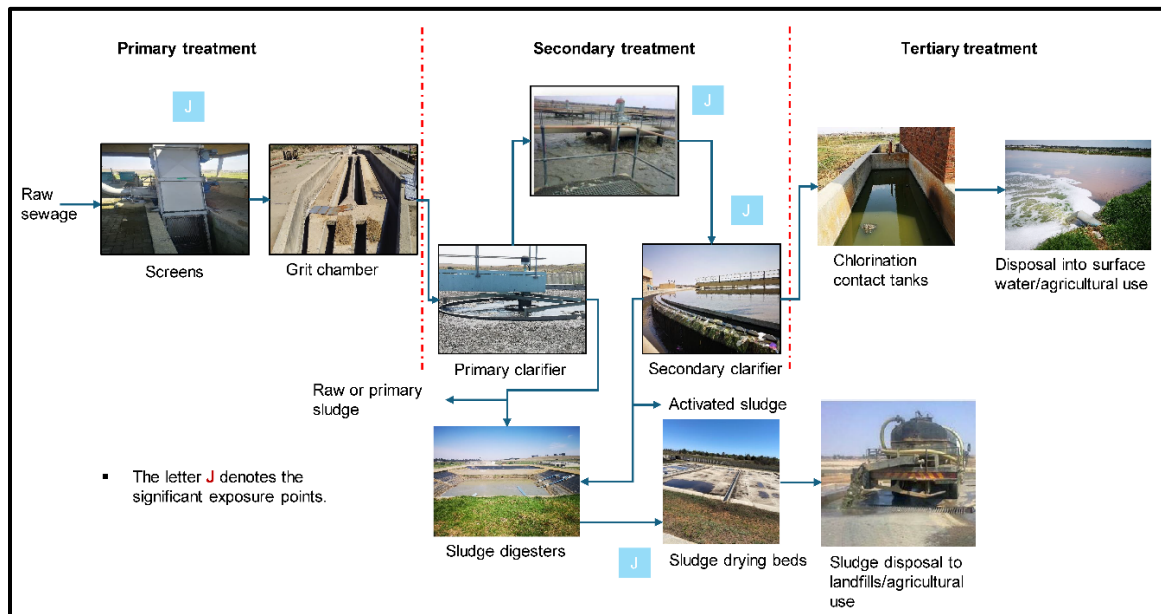 Primary treatment
Secondary treatment
Tertiary treatment
J
J
Raw
sewage
J
Screens
Grit chamber
Chlorination
contact tanks
Disposal into surface
water/agricultural use
Primary clarifier
Secondary clarifier
Raw or primary
sludge
Activated sludge
▪ The letter J denotes the
significant exposure points.
Sludge digesters
J
Sludge drying beds
Sludge disposal to
landfills/agricultural
use